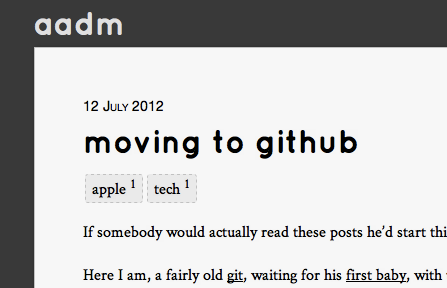 aadm
12 July 2012
moving to github
apple 1 tech 1
If somebody would actually read these posts he'd start thi
Here I am, a fairly old git, waiting for his first baby, with